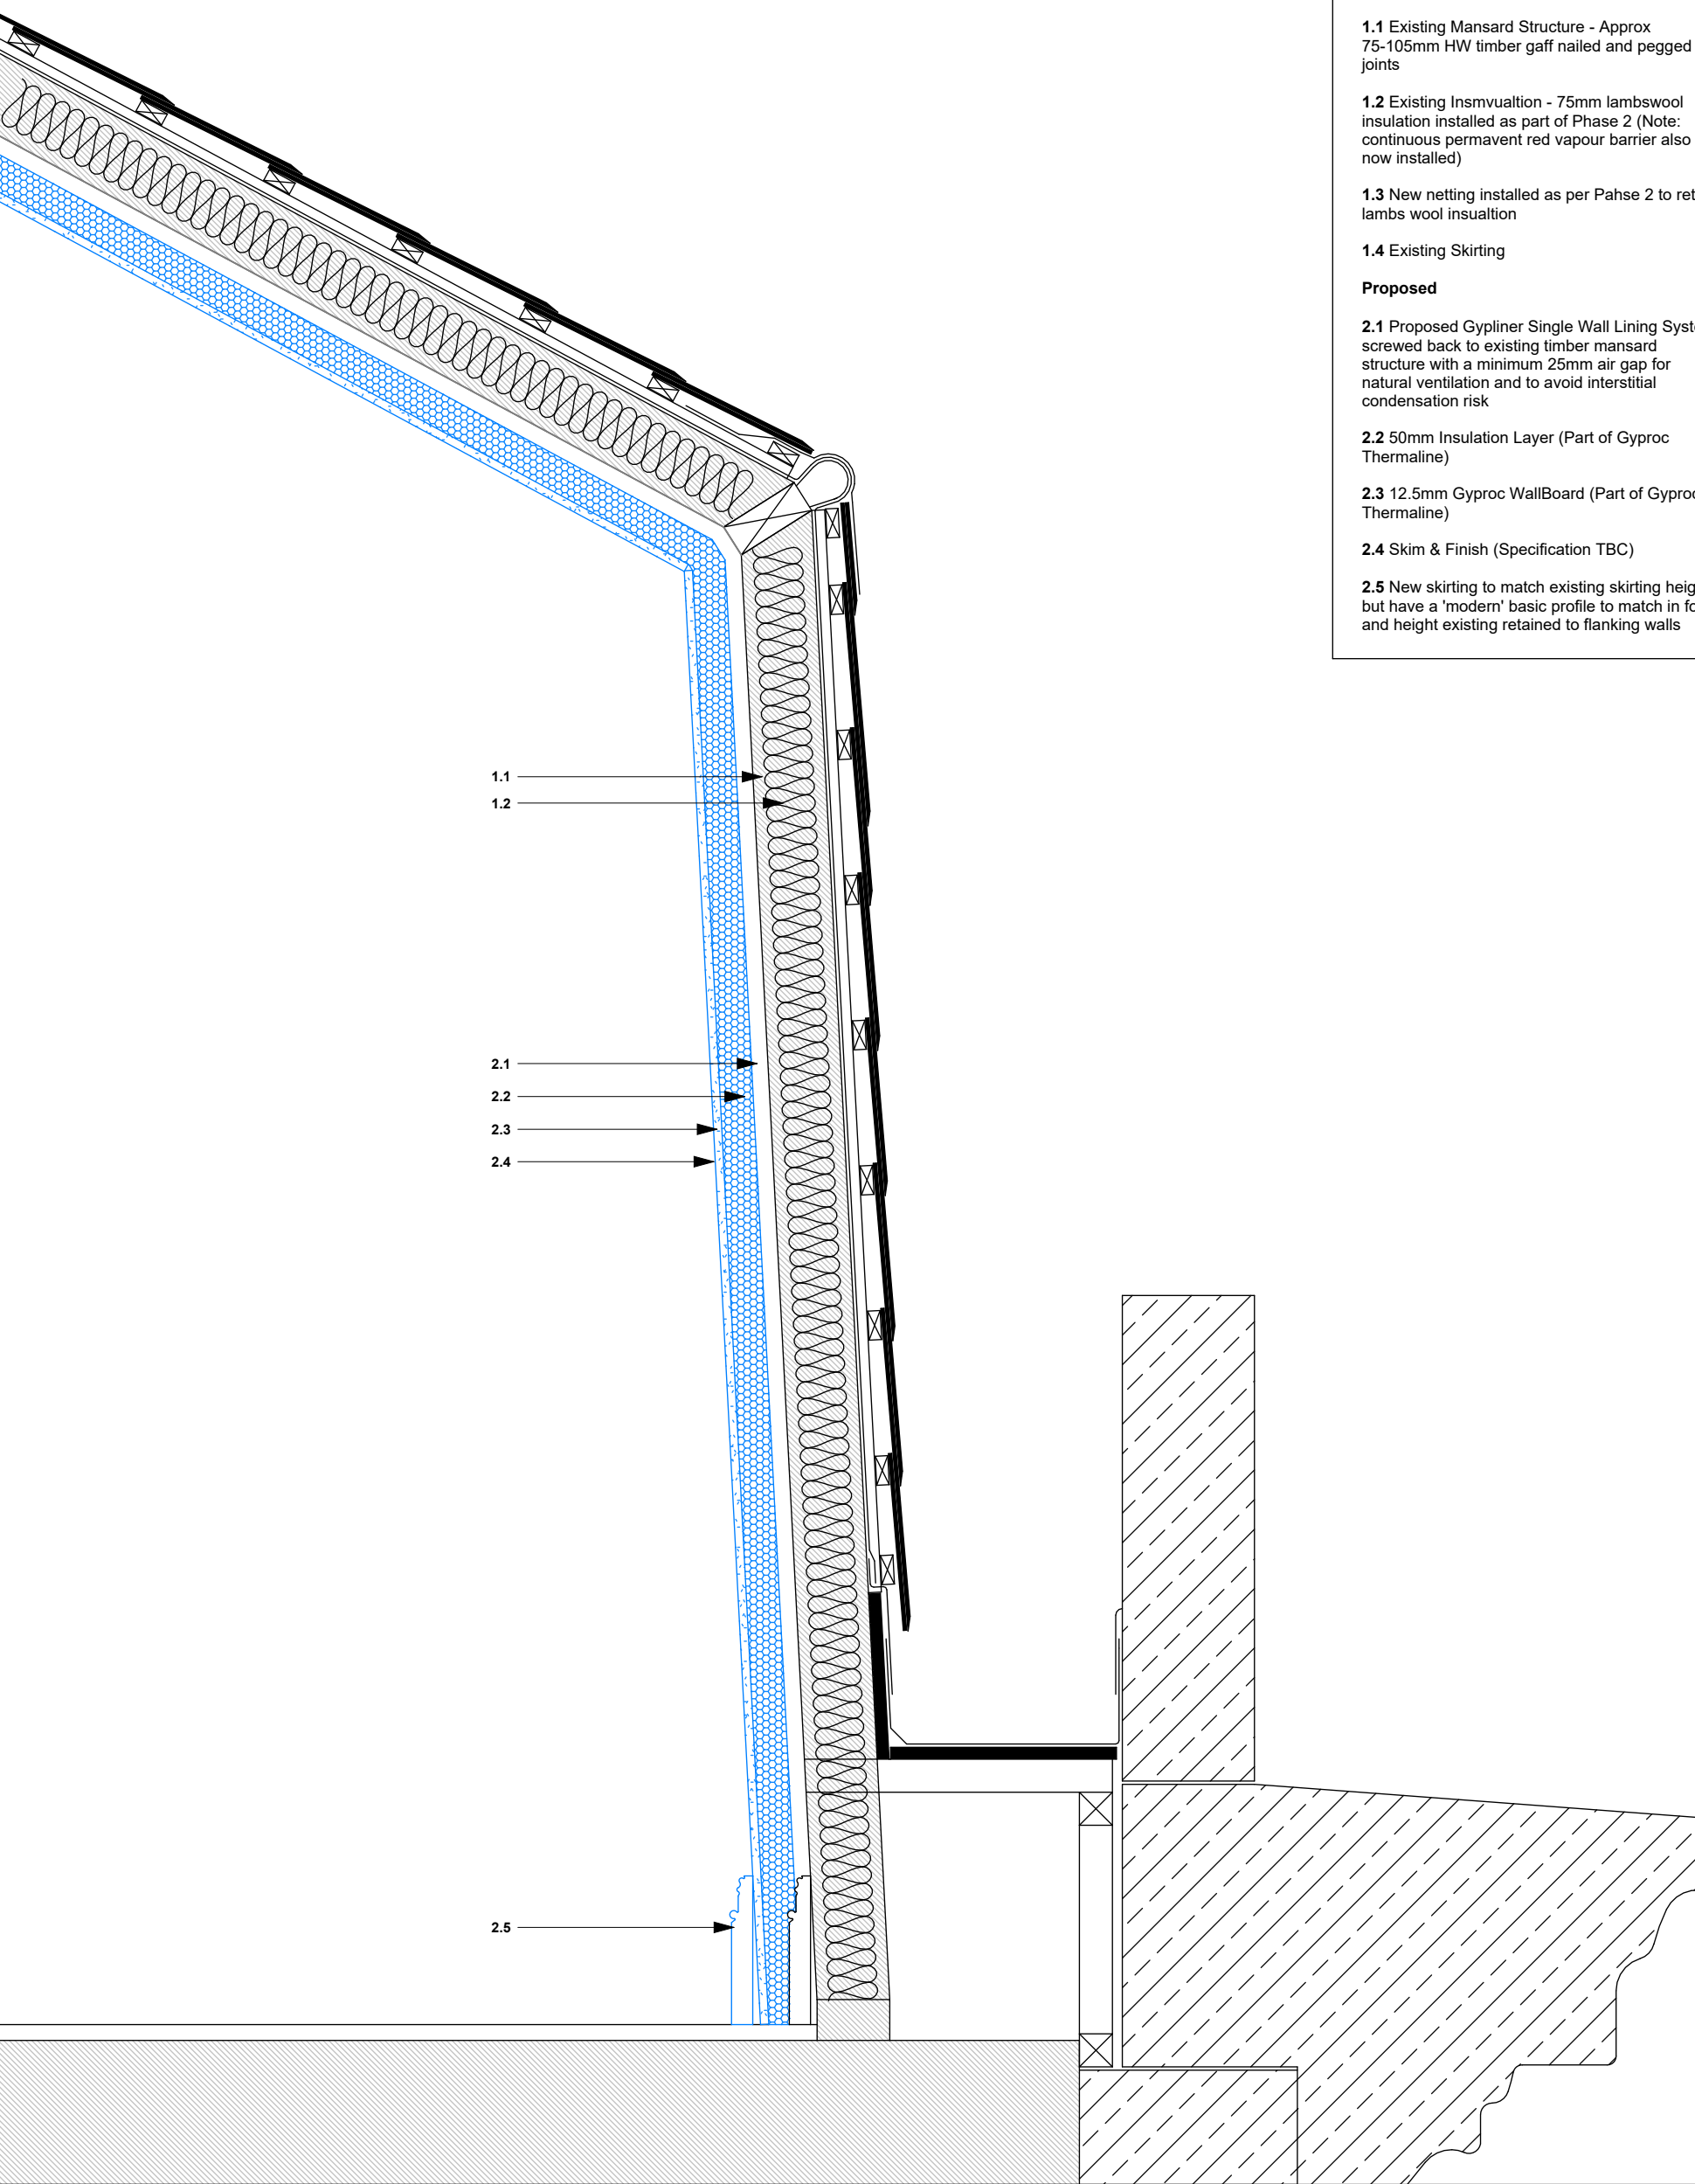 1.1 Existing Mansard Structure - Approx
75-105mm HW timber gaff nailed and pegged
joints
1.2 Existing Insmvualtion - 75mm lambswool
insulation installed as part of Phase 2 (Note:
continuous permavent red vapour barrier also
now installed)
1.3 New netting installed as per Pahse 2 to
lambs wool insualtion
1.4 Existing Skirting
Proposed
2.1 Proposed Gypliner Single Wall Lining
screwed back to existing timber mansard
structure with a minimum 25mm air gap for
natural ventilation and to avoid interstitial
condensation risk
2.2 50mm Insulation Layer (Part of Gyproc
Thermaline)
2.3 12.5mm Gyproc WallBoard (Part of Gyproc
Thermaline)
2.4 Skim & Finish (Specification TBC)
2.5 New skirting to match existing skirting
but have a 'modern' basic profile to match in
and height existing retained to flanking walls
1.1
1.2
2.1
2.2
2.3
2.4
2.5